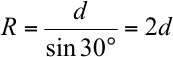 R = d / sin 30° = 2d